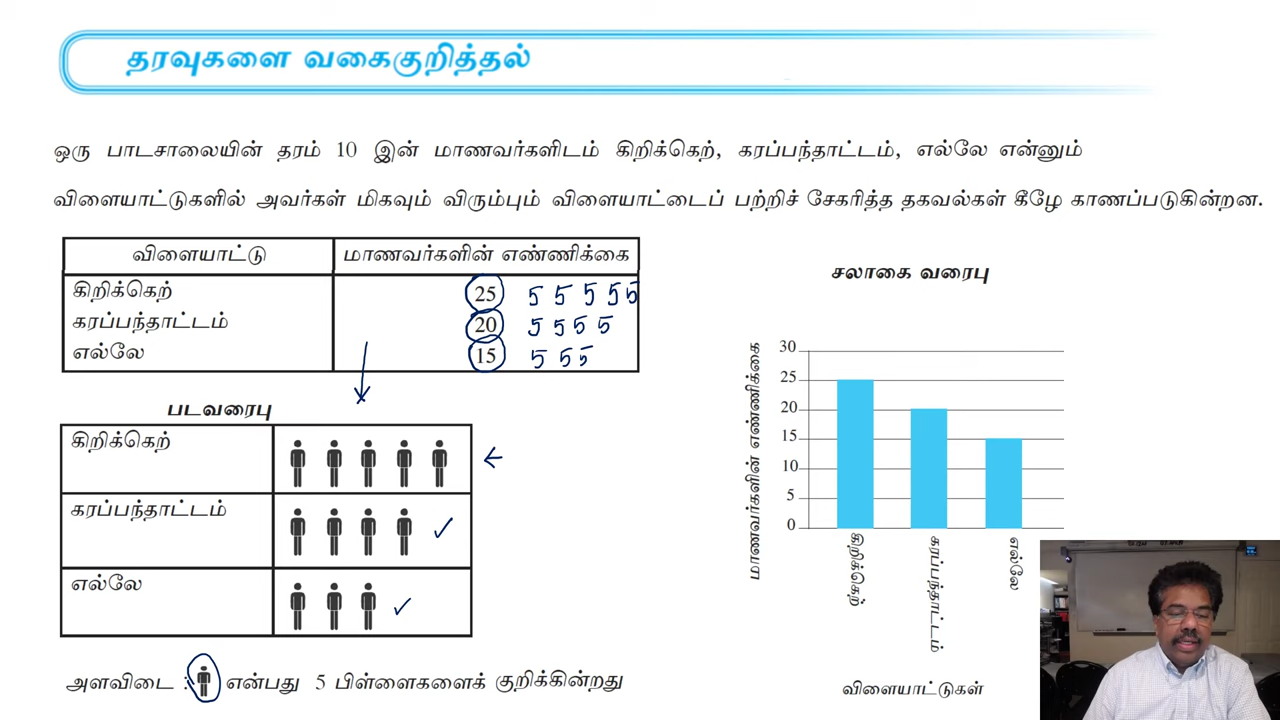 தரவுகளை வகைகுறித்தல்
ஒரு பாடசாலையின் தரம் 10 இன் மாணவர்களிடம் கிறிக்கெற், கரப்பந்தாட்டம், எல்லே என்னும்
விளையாட்டுகளில் அவர்கள் மிகவும் விரும்பும் விளையாட்டைப் பற்றிச் சேகரித்த தகவல்கள் கீழே காணப்படுகின்றன.
விளையாட்டு மாணவர்களின் எண்ணிக்கை
கிறிக்கெற் 25 5 5 5 5 5
கரப்பந்தாட்டம் 20 5 5 5 5
எல்லே 15 5 5 5
படவரைபு
கிறிக்கெற்
கரப்பந்தாட்டம்
எல்லே
அளவிடை : என்பது 5 பிள்ளைகளைக் குறிக்கின்றது
சலாகை வரைபு
மாணவர்களின் எண்ணிக்கை
30
25
20
15
10
5
0
கிறிக்கெற்
கரப்பந்தாட்டம்
எல்லே
விளையாட்டுகள்